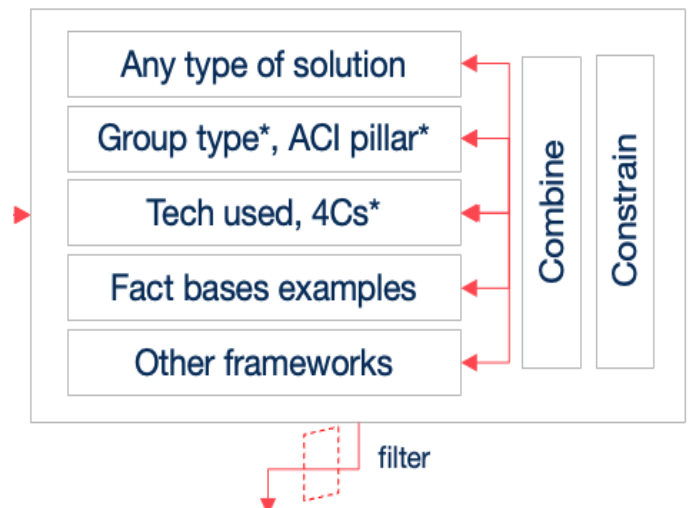 Any type of solution
Group type*, ACI pillar*
Tech used, 4Cs*
Fact bases examples
Other frameworks
Combine
Constrain
filter